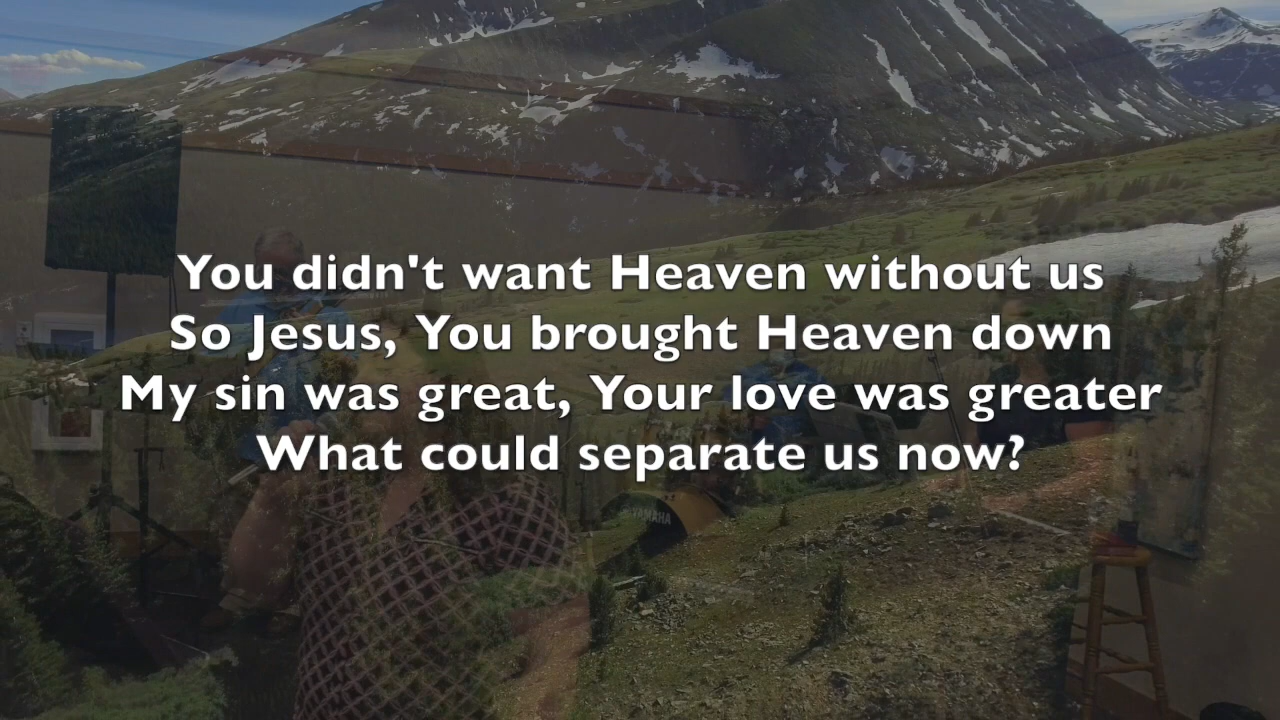 You didn't want Heaven without us
So Jesus, You brought Heaven down
My sin was great, Your love was greater
What could separate us now?
YAMAHA